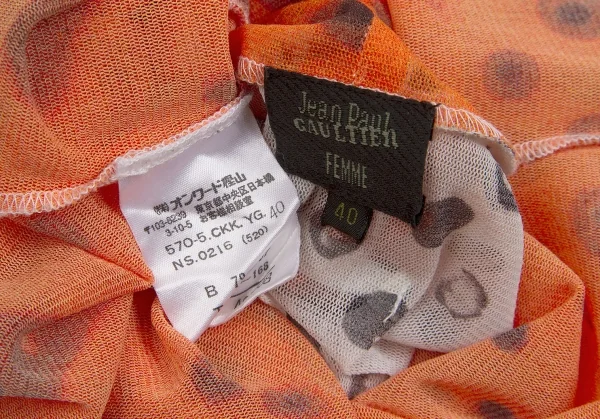 Jean Paul
GAULTIER
FEMME
40
㈱オンワード樫山
〒103-8239 東京都中央区日本橋
3-10-5 お客様相談室
570-5.CKK.YG. 40
NS.0216 (520)
B